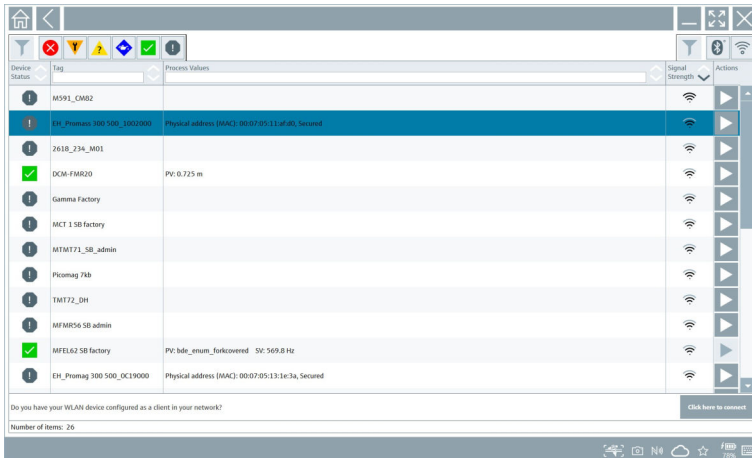 Device Status
Tag
Process Values
Signal Strength
Actions
M591_CM82
EH_Promass 300 500_1002000 Physical address (MAC): 00:07:05:11:af:d0, Secured
2618_234_M01
DCM-FMR20 PV: 0.725 m
Gamma Factory
MCT 1 SB factory
MTMT71_SB_admin
Picomag 7kb
TMT72_DH
MFMR56 SB admin
MFEL62 SB factory PV: bde_enum_forkcovered SV: 569.8 Hz
EH_Promag 300 500_0C19000 Physical address (MAC): 00:07:05:13:1e:3a, Secured
Do you have your WLAN device configured as a client in your network? Click here to connect
Number of items: 26
78%